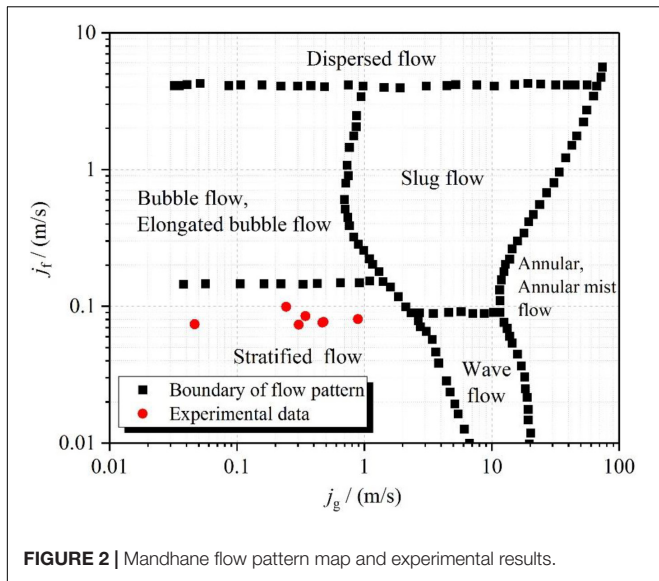 Dispersed flow
10
Slug flow
1
Bubble flow,
Elongated bubble flow
j_f / (m/s)
Annular,
Annular mist
flow
0.1
Stratified flow
Wave
flow
Boundary of flow pattern
Experimental data
0.01
0.01 0.1 1 10 100
j_g / (m/s)
FIGURE 2 | Mandhane flow pattern map and experimental results.